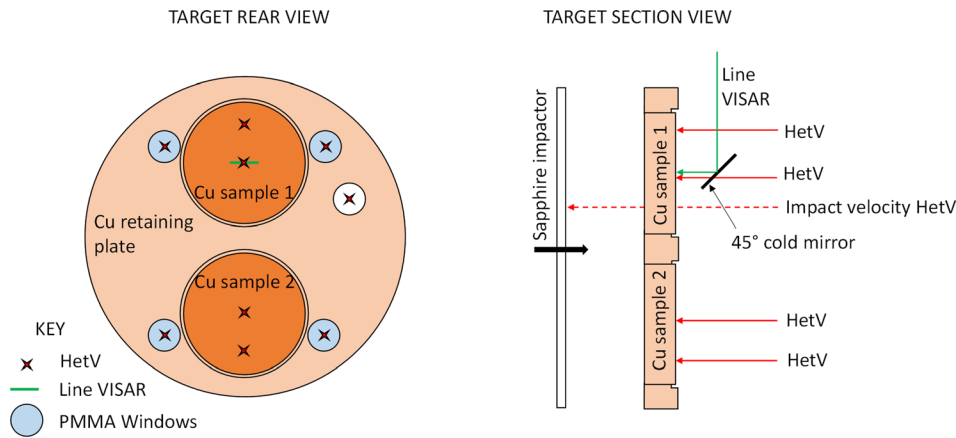 TARGET REAR VIEW
TARGET SECTION VIEW
Cu sample 1
Cu retaining
plate
Cu sample 2
KEY
HetV
Line VISAR
PMMA Windows
Line
VISAR
Sapphire impactor
Cu sample 1
HetV
HetV
Impact velocity HetV
45° cold mirror
Cu sample 2
HetV
HetV